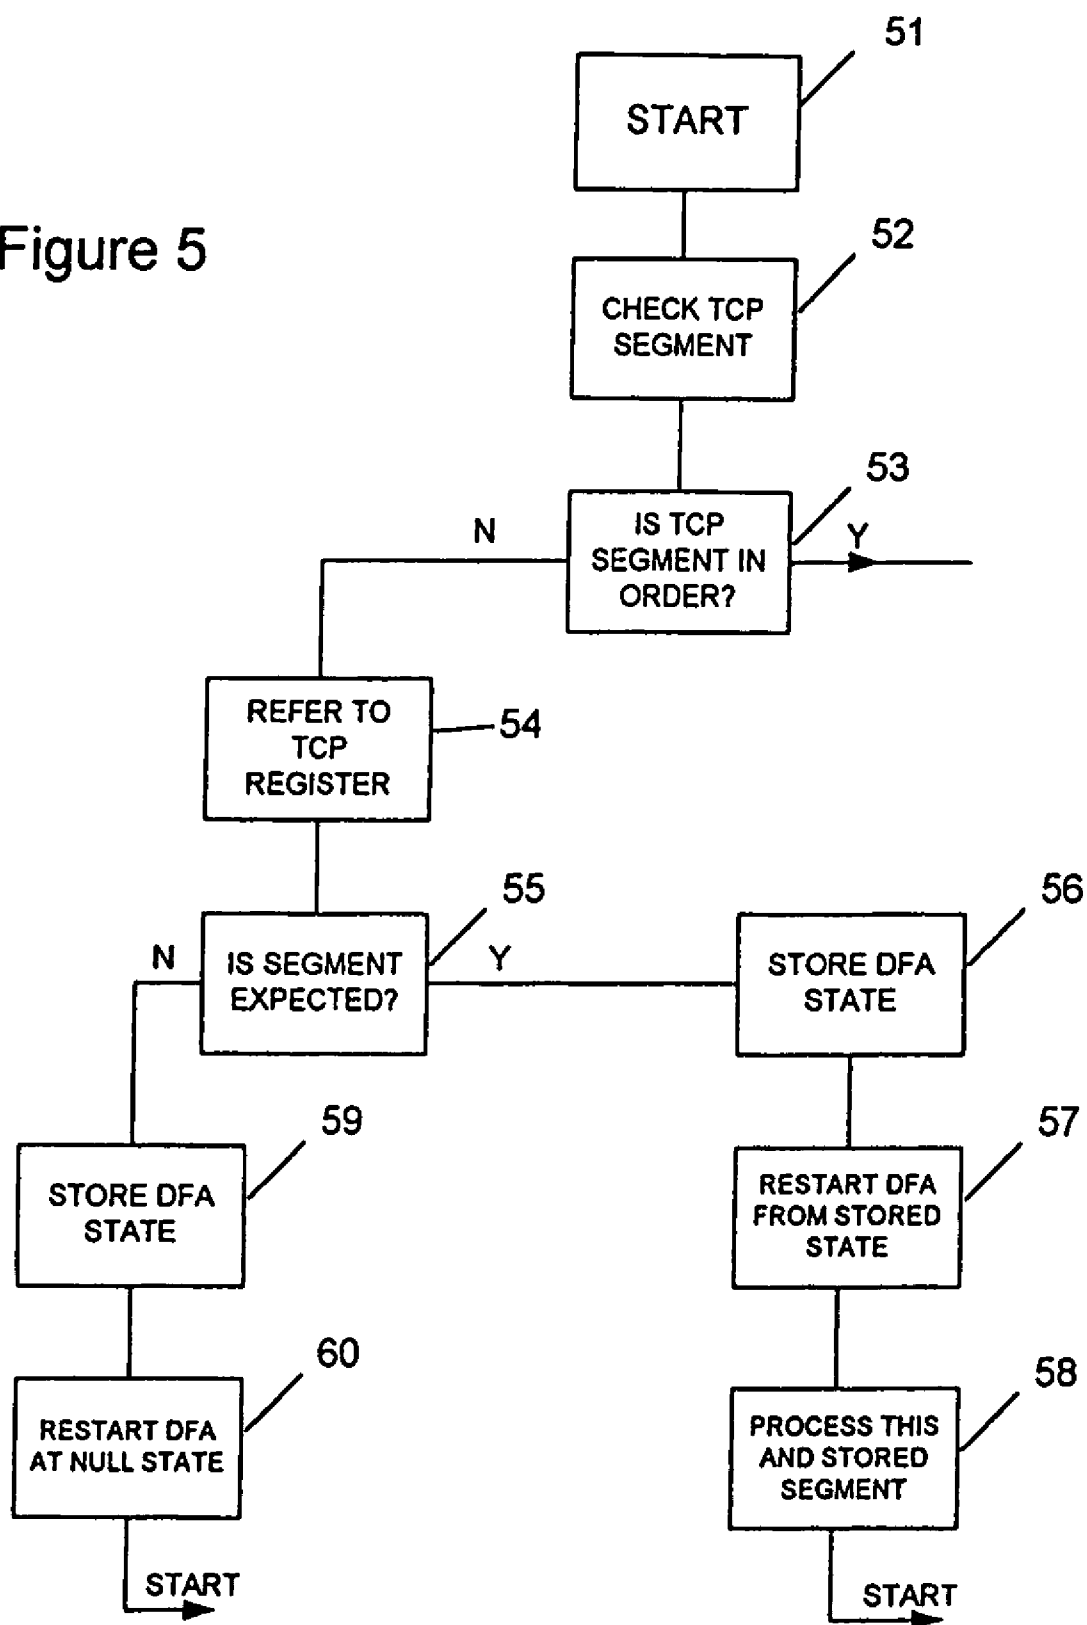 51
START
Figure 5
52
CHECK TCP
SEGMENT
53
N
IS TCP
SEGMENT IN
ORDER?
Y
REFER TO
TCP
REGISTER
54
55
56
N
IS SEGMENT
EXPECTED?
Y
STORE DFA
STATE
59
57
STORE DFA
STATE
RESTART DFA
FROM STORED
STATE
60
58
RESTART DFA
AT NULL STATE
PROCESS THIS
AND STORED
SEGMENT
START
START